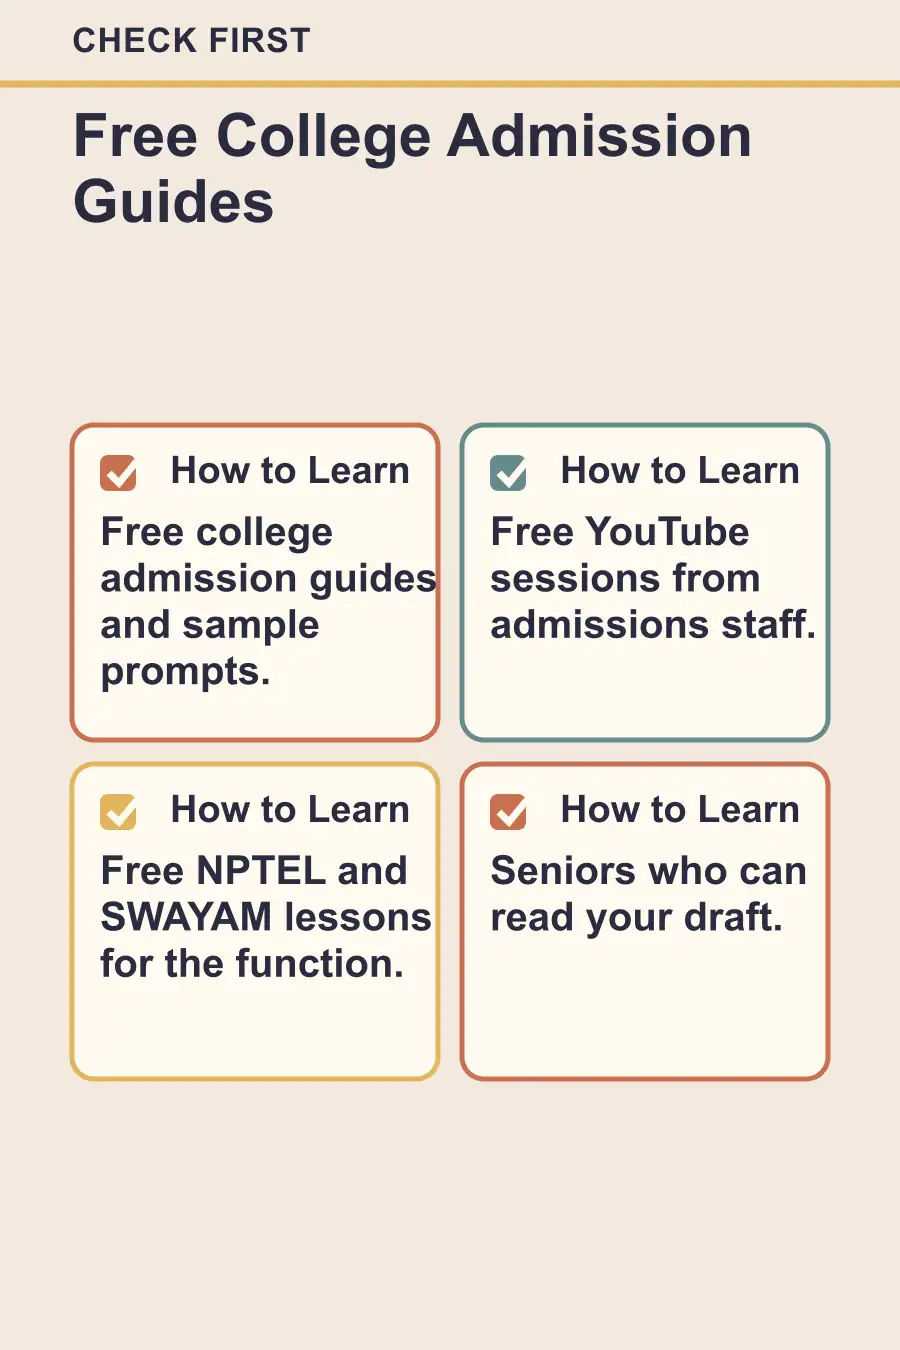 CHECK FIRST
Free College Admission
Guides
How to Learn
Free college
admission guides
and sample
prompts.
How to Learn
Free YouTube
sessions from
admissions staff.
How to Learn
Free NPTEL and
SWAYAM lessons
for the function.
How to Learn
Seniors who can
read your draft.